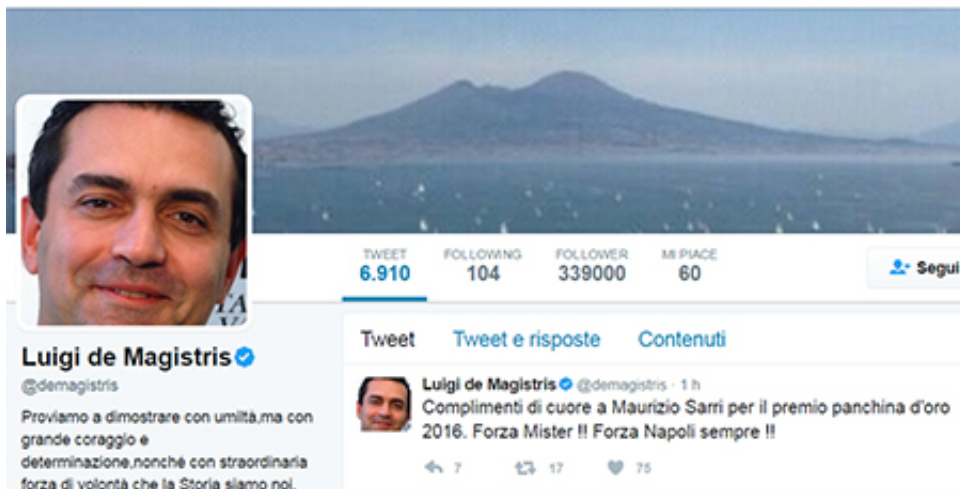 TWEET FOLLOWING FOLLOWER MI PIACE
6.910 104 339000 60
Segui
Tweet Tweet e risposte Contenuti
Luigi de Magistris
@demagistris
Proviamo a dimostrare con umiltà,ma con
grande coraggio e
determinazione,nonché con straordinaria
forza di volontà che la Storia siamo noi.
Luigi de Magistris @demagistris · 1 h
Complimenti di cuore a Maurizio Sarri per il premio panchina d'oro
2016. Forza Mister !! Forza Napoli sempre !!
7 17 75